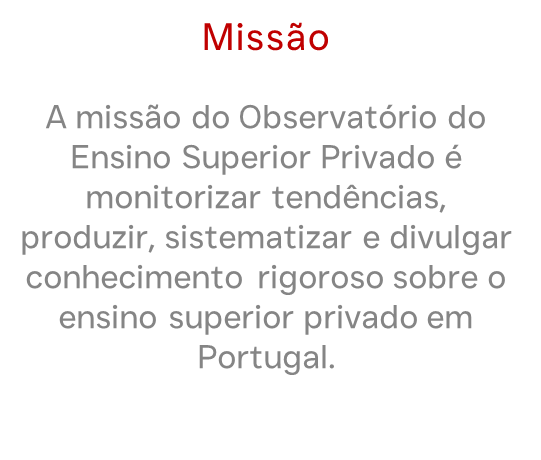 Missão
A missão do Observatório do
Ensino Superior Privado é
monitorizar tendências,
produzir, sistematizar e divulgar
conhecimento rigoroso sobre o
ensino superior privado em
Portugal.